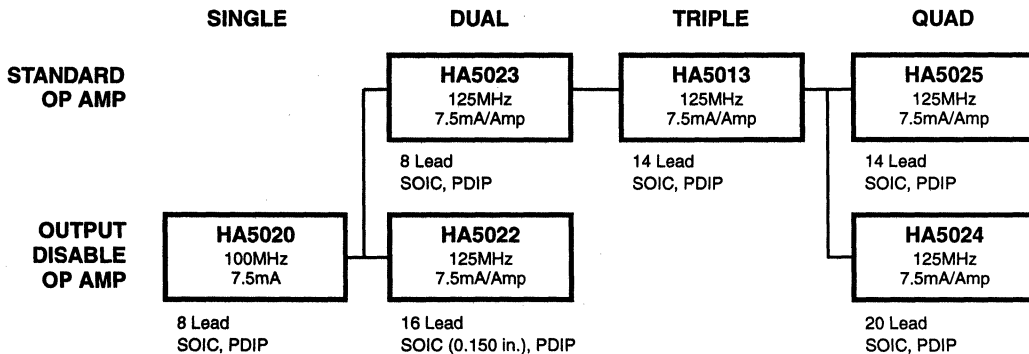 SINGLE
DUAL
TRIPLE
QUAD
STANDARD
OP AMP
HA5023
125MHz
7.5mA/Amp
8 Lead
SOIC, PDIP
HA5013
125MHz
7.5mA/Amp
14 Lead
SOIC, PDIP
HA5025
125MHz
7.5mA/Amp
14 Lead
SOIC, PDIP
OUTPUT
DISABLE
OP AMP
HA5020
100MHz
7.5mA
8 Lead
SOIC, PDIP
HA5022
125MHz
7.5mA/Amp
16 Lead
SOIC (0.150 in.), PDIP
HA5024
125MHz
7.5mA/Amp
20 Lead
SOIC, PDIP